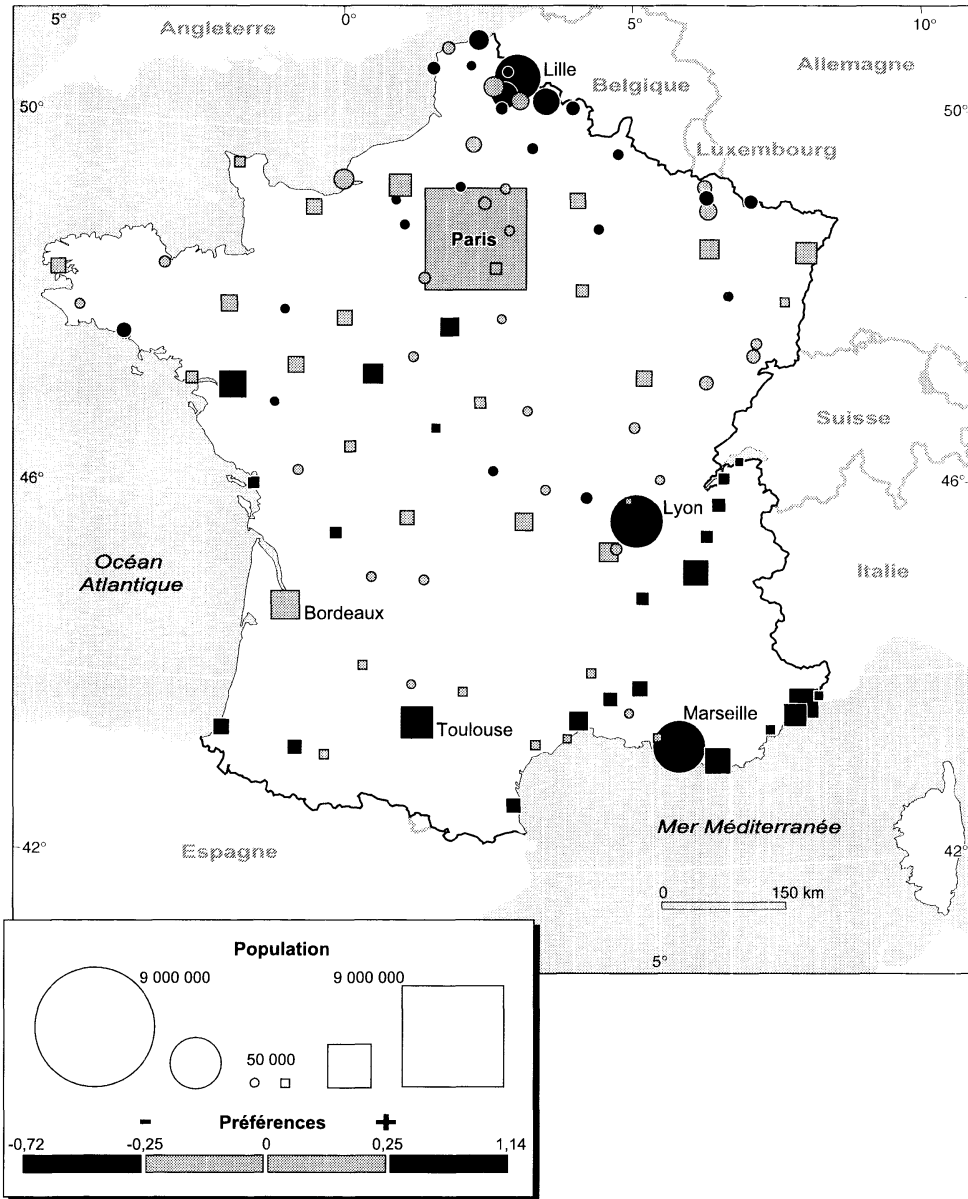 5° 0° 5° 10°
Angleterre
Lille
Allemagne
Belgique
50° 50°
Luxembourg
Paris
Suisse
46° 46°
Lyon
Océan
Atlantique
Italie
Bordeaux
Marseille
Toulouse
Mer Méditerranée
42° 42°
Espagne
0 150 km
5°
Population
9 000 000 9 000 000
50 000
- Préférences +
-0,72 -0,25 0 0,25 1,14